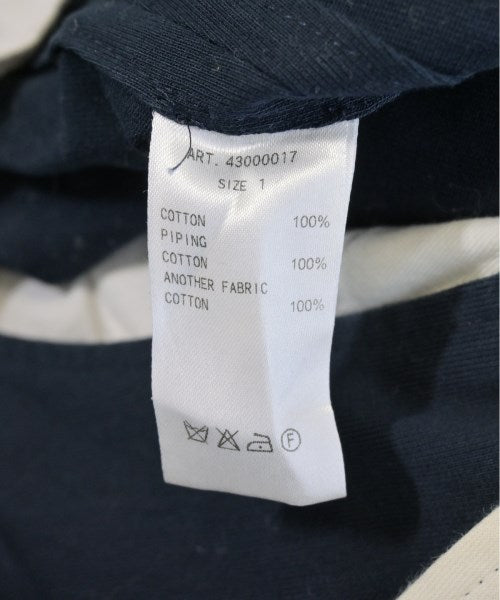 ART. 43000017
SIZE 1
COTTON 100%
PIPING
COTTON 100%
ANOTHER FABRIC
COTTON 100%
F